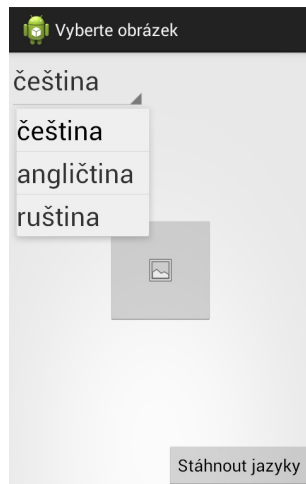 Vyberte obrázek
čeština
čeština
angličtina
ruština
Stáhnout jazyky